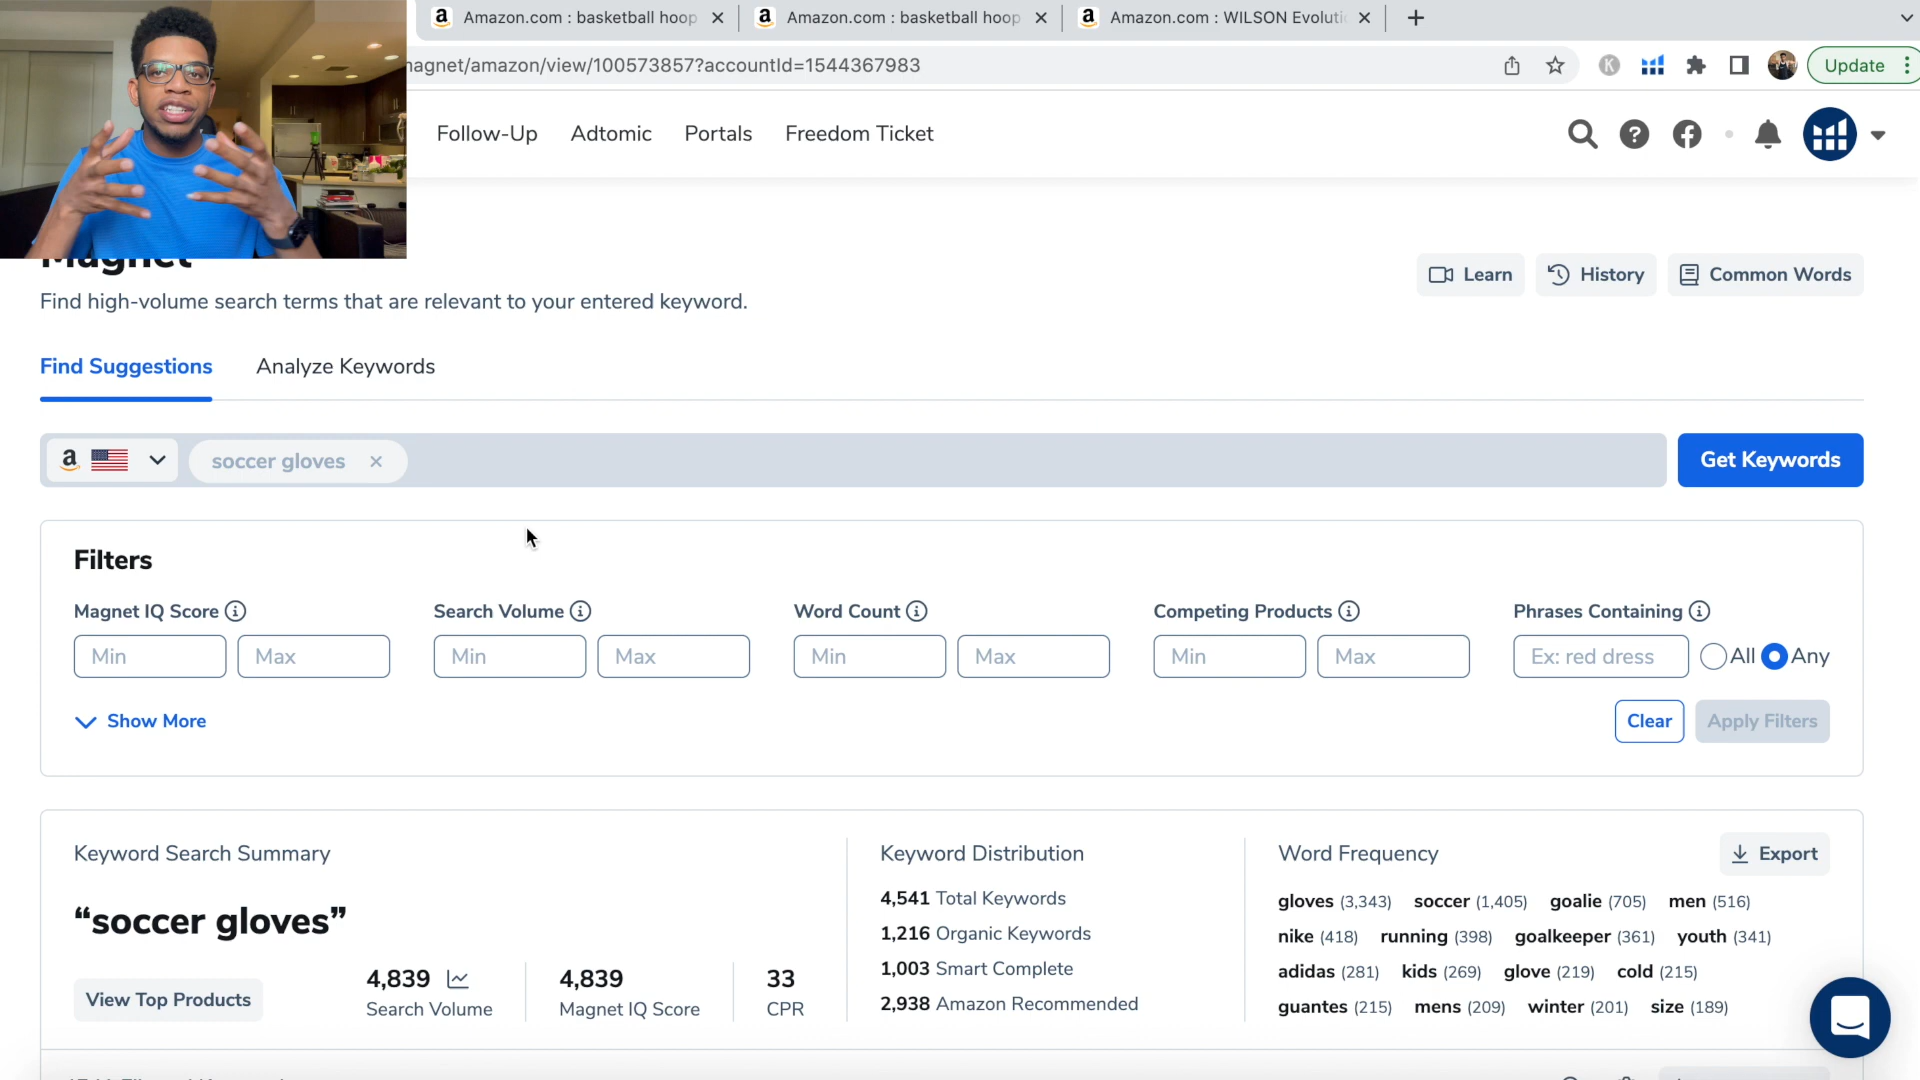 Amazon.com : basketball hoop
Amazon.com : basketball hoop
Amazon.com : WILSON Evoluti
agnet/amazon/view/100573857?accountId=1544367983
Update
Follow-Up
Adtomic
Portals
Freedom Ticket
Magnet
Find high-volume search terms that are relevant to your entered keyword.
Learn
History
Common Words
Find Suggestions
Analyze Keywords
soccer gloves
Get Keywords
Filters
Magnet IQ Score
Search Volume
Word Count
Competing Products
Phrases Containing
Min
Max
Min
Max
Min
Max
Min
Max
Ex: red dress
All
Any
Show More
Clear
Apply Filters
Keyword Search Summary
“soccer gloves”
View Top Products
4,839
Search Volume
4,839
Magnet IQ Score
33
CPR
Keyword Distribution
4,541 Total Keywords
1,216 Organic Keywords
1,003 Smart Complete
2,938 Amazon Recommended
Word Frequency
Export
gloves (3,343) soccer (1,405) goalie (705) men (516)
nike (418) running (398) goalkeeper (361) youth (341)
adidas (281) kids (269) glove (219) cold (215)
guantes (215) mens (209) winter (201) size (189)